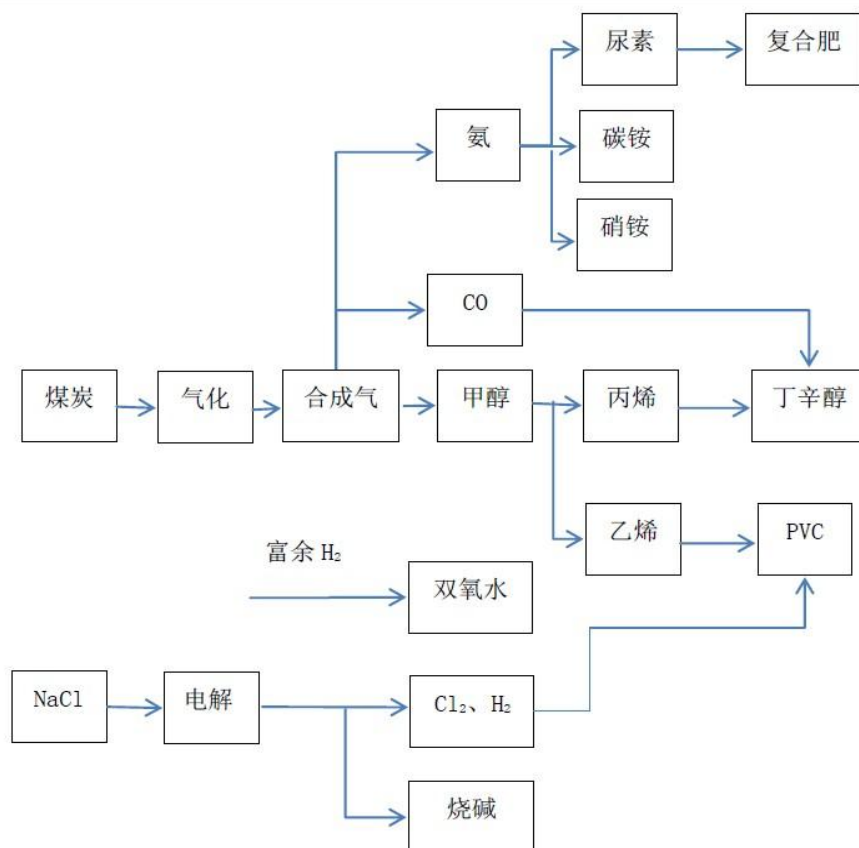 尿素
复合肥
氨
碳铵
硝铵
CO
煤炭
气化
合成气
甲醇
丙烯
丁辛醇
乙烯
PVC
富余 H₂
双氧水
NaCl
电解
Cl₂、H₂
烧碱